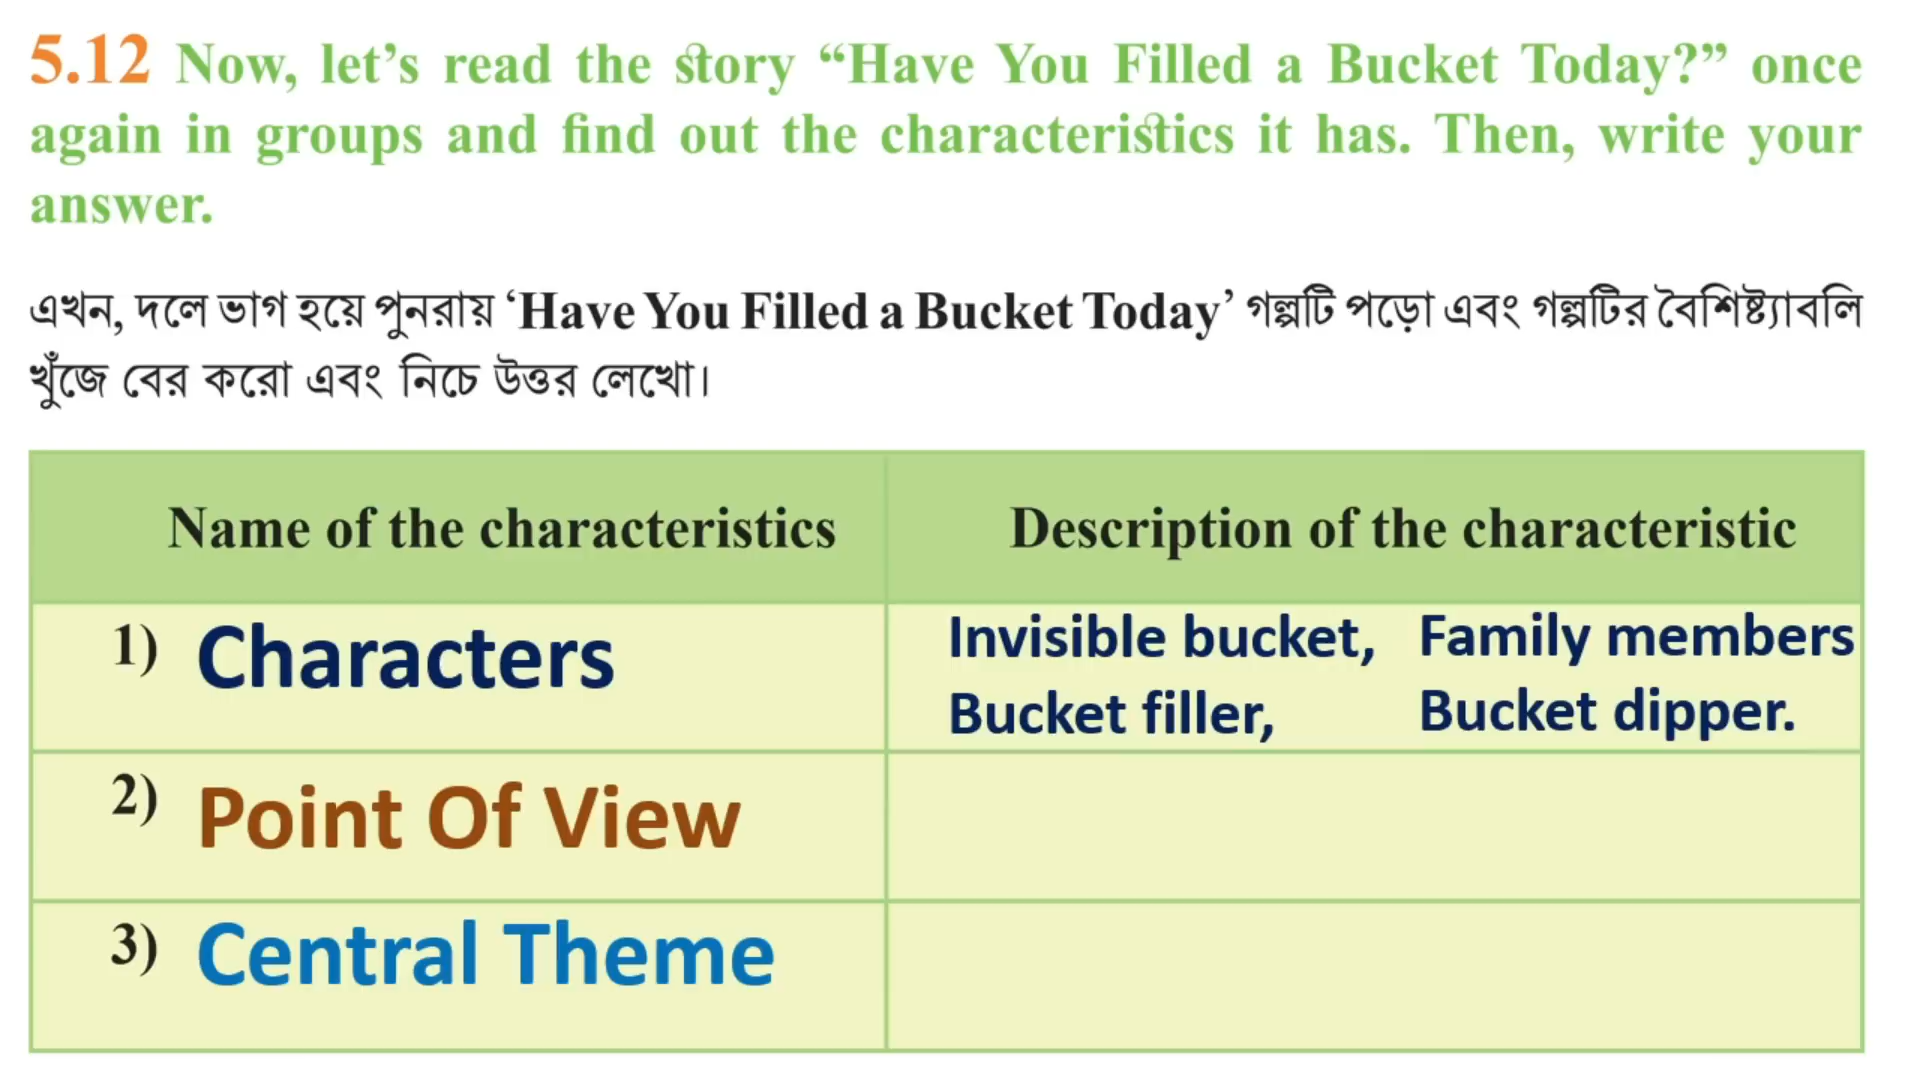 5.12 Now, let’s read the story “Have You Filled a Bucket Today?” once
again in groups and find out the characteristics it has. Then, write your
answer.
এখন, দলে ভাগ হয়ে পুনরায় ‘Have You Filled a Bucket Today’ গল্পটি পড়ো এবং গল্পটির বৈশিষ্ট্যাবলি
খুঁজে বের করো এবং নিচে উত্তর লেখো।
Name of the characteristics Description of the characteristic
1) Characters Invisible bucket, Family members
Bucket filler, Bucket dipper.
2) Point Of View
3) Central Theme